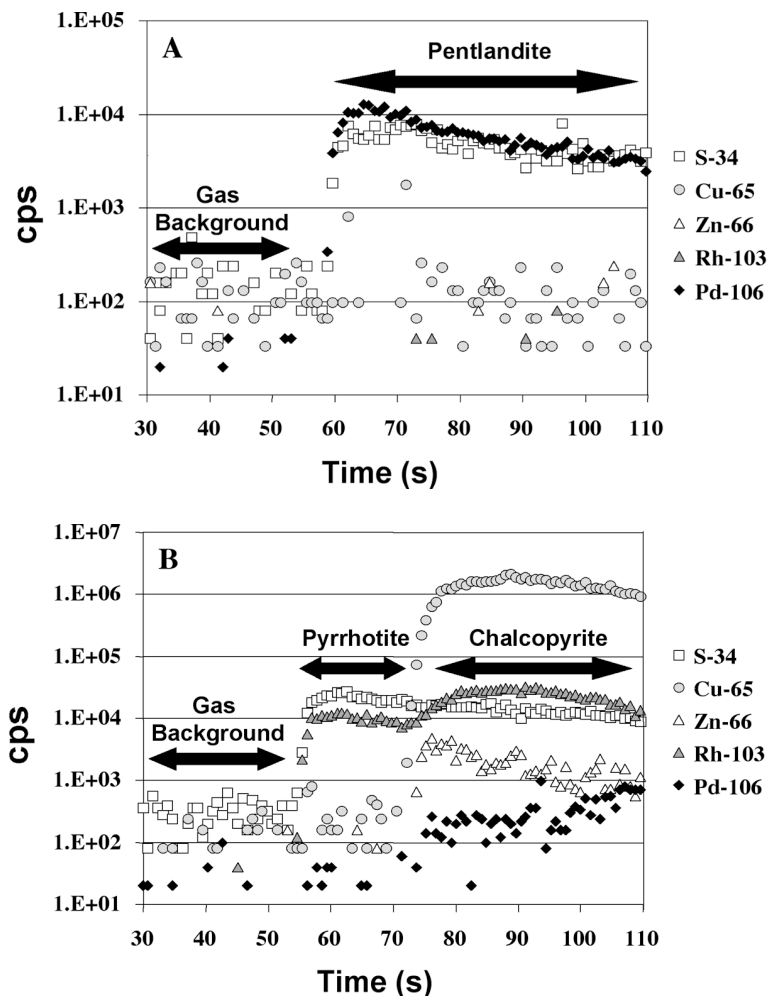 A
1.E+05
1.E+04
1.E+03
1.E+02
1.E+01
cps
Pentlandite
Gas
Background
30 40 50 60 70 80 90 100 110
Time (s)
S-34
Cu-65
Zn-66
Rh-103
Pd-106
B
1.E+07
1.E+06
1.E+05
1.E+04
1.E+03
1.E+02
1.E+01
cps
Pyrrhotite
Chalcopyrite
Gas
Background
30 40 50 60 70 80 90 100 110
Time (s)
S-34
Cu-65
Zn-66
Rh-103
Pd-106